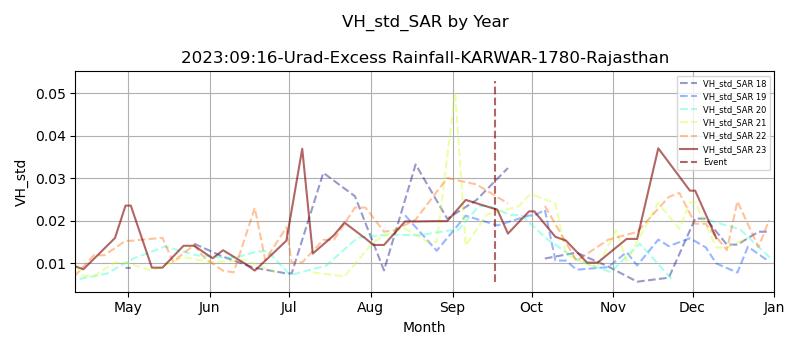 VH_std_SAR by Year
2023:09:16-Urad-Excess Rainfall-KARWAR-1780-Rajasthan
VH_std
0.05
0.04
0.03
0.02
0.01
VH_std_SAR 18
VH_std_SAR 19
VH_std_SAR 20
VH_std_SAR 21
VH_std_SAR 22
VH_std_SAR 23
Event
May Jun Jul Aug Sep Oct Nov Dec Jan
Month